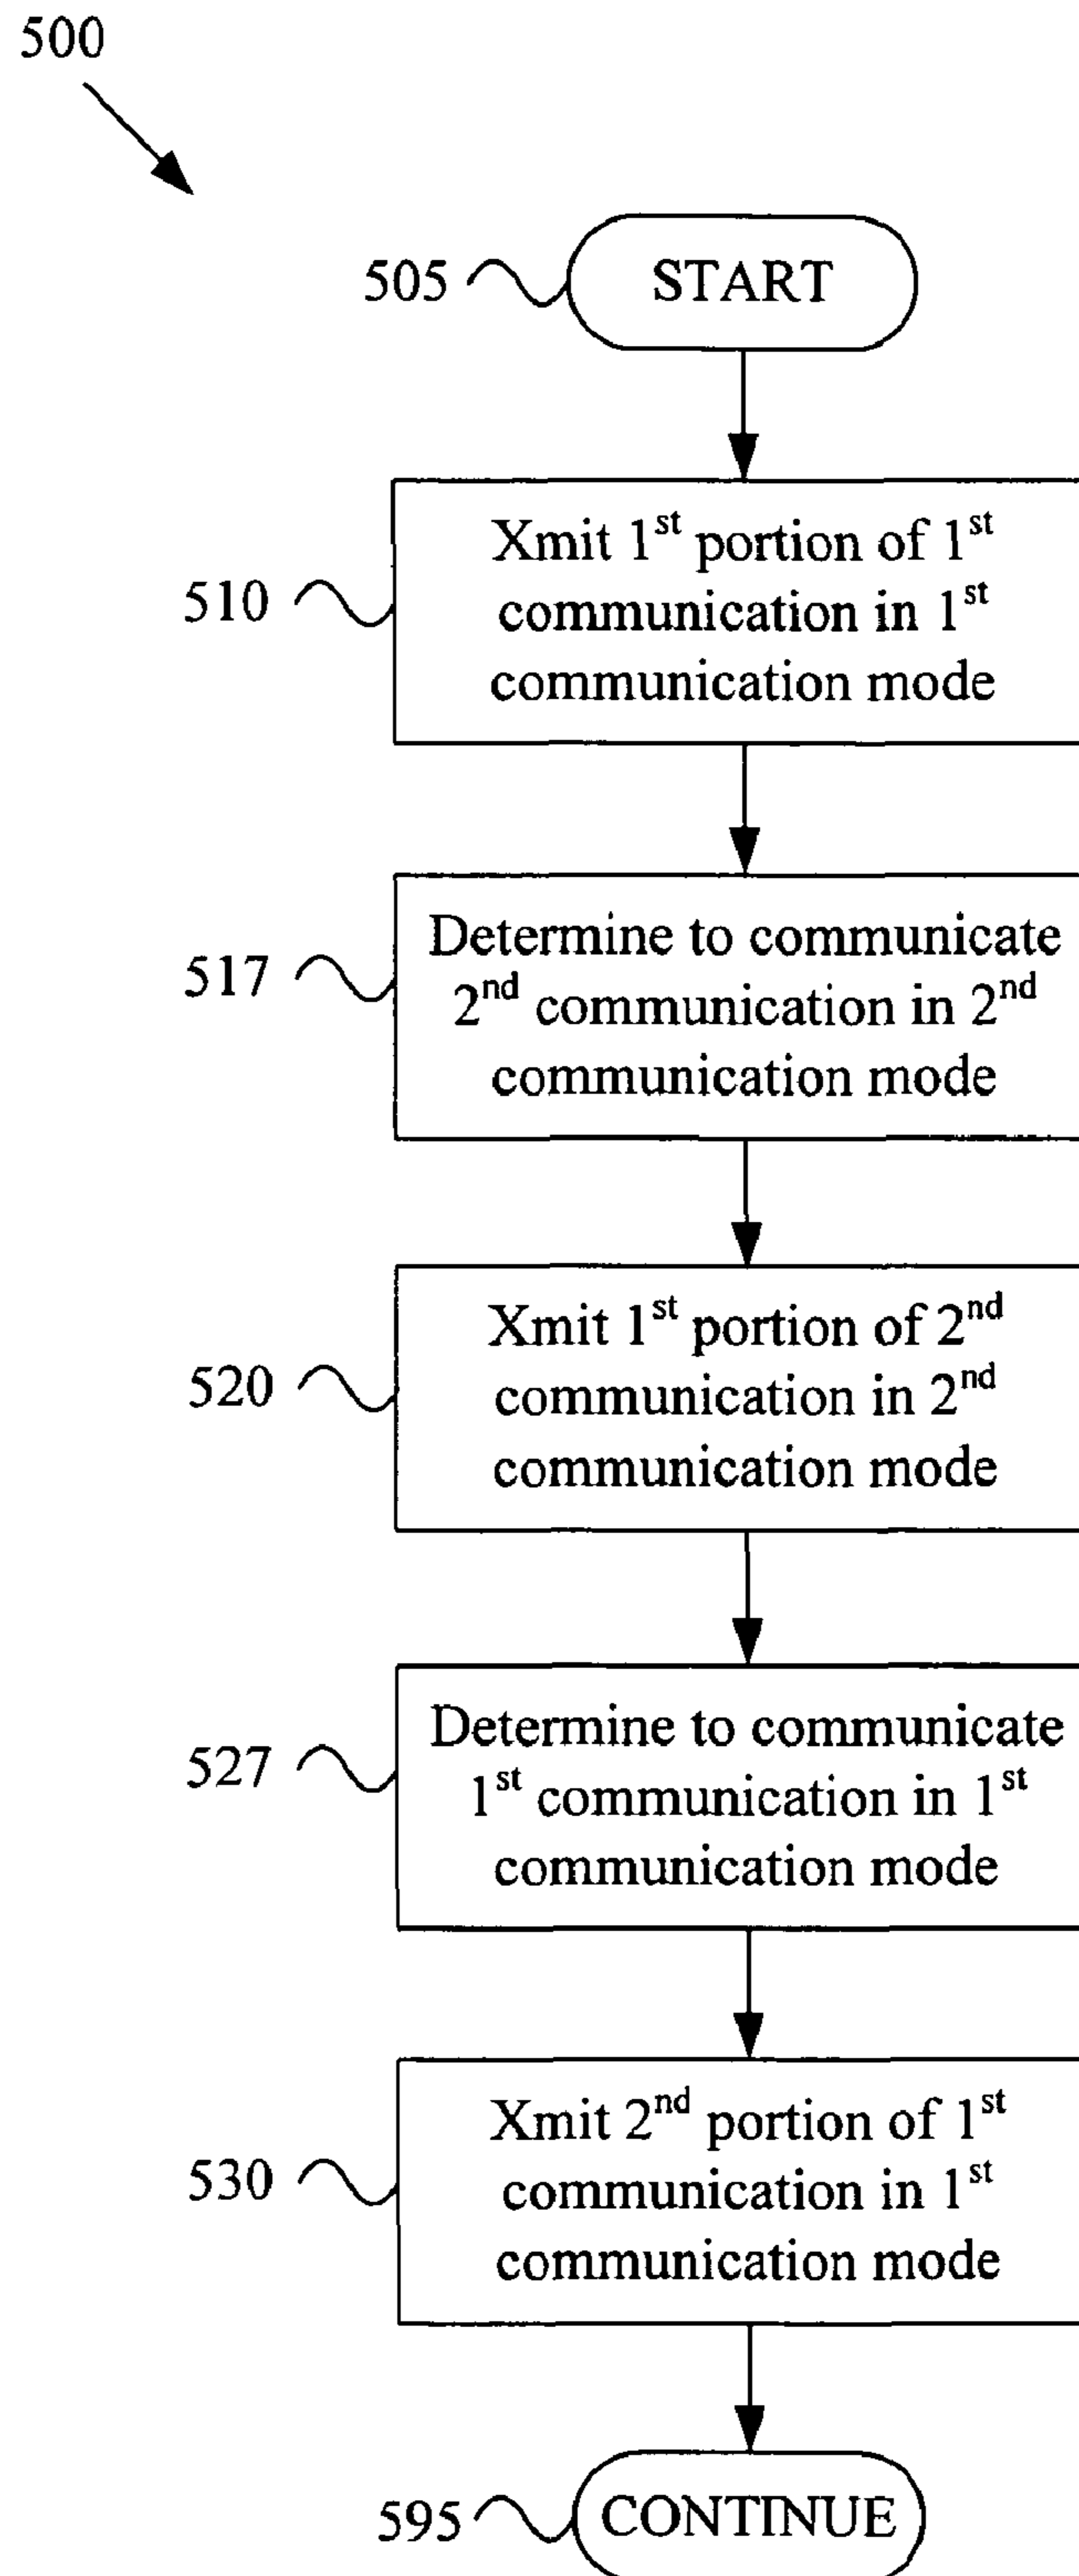 500
505
START
510
Xmit 1st portion of 1st
communication in 1st
communication mode
517
Determine to communicate
2nd communication in 2nd
communication mode
520
Xmit 1st portion of 2nd
communication in 2nd
communication mode
527
Determine to communicate
1st communication in 1st
communication mode
530
Xmit 2nd portion of 1st
communication in 1st
communication mode
595
CONTINUE